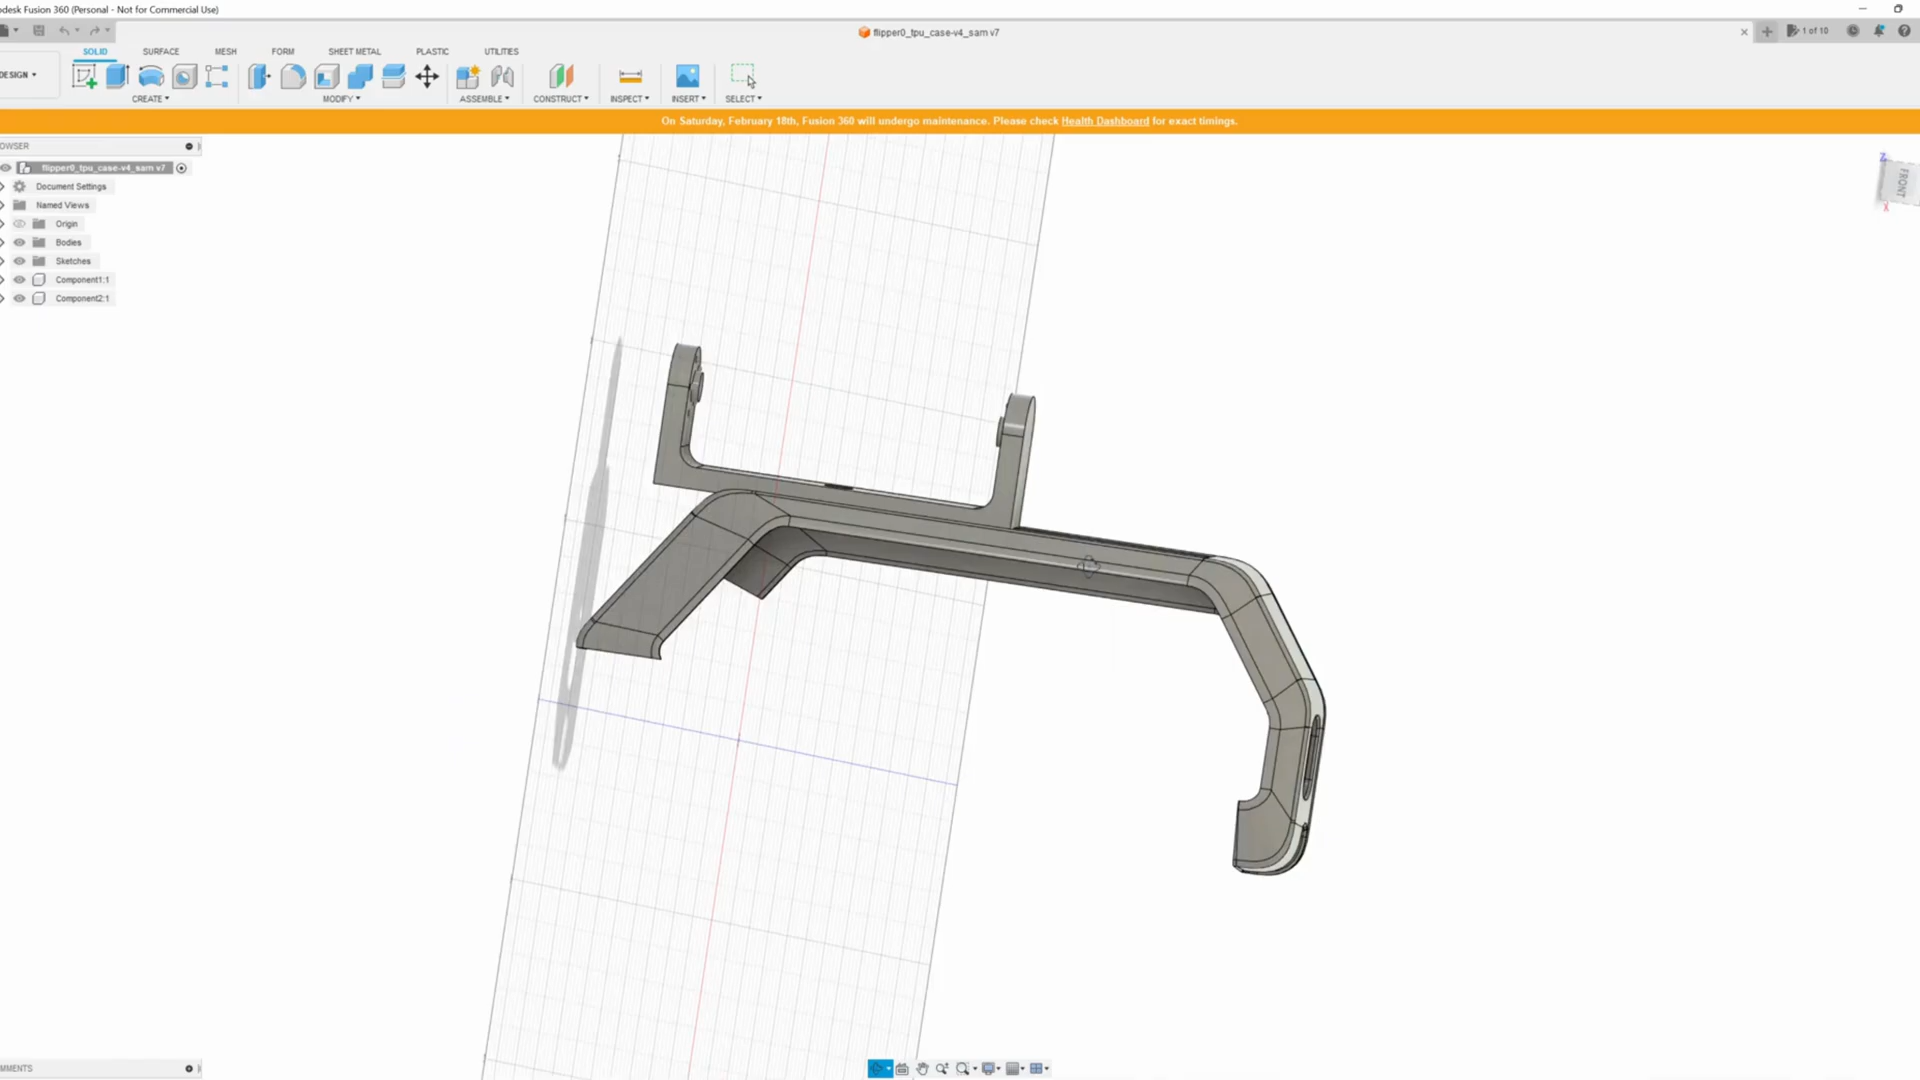 odesk Fusion 360 (Personal - Not for Commercial Use)
flipper0_tpu_case-v4_sam v7
1 of 10
SOLID SURFACE MESH FORM SHEET METAL PLASTIC UTILITIES
DESIGN
CREATE MODIFY ASSEMBLE CONSTRUCT INSPECT INSERT SELECT
On Saturday, February 18th, Fusion 360 will undergo maintenance. Please check Health Dashboard for exact timings.
OWSER
flipper0_tpu_case-v4_sam v7
Document Settings
Named Views
Origin
Bodies
Sketches
Component1:1
Component2:1
Z
FRONT
X
MMENTS